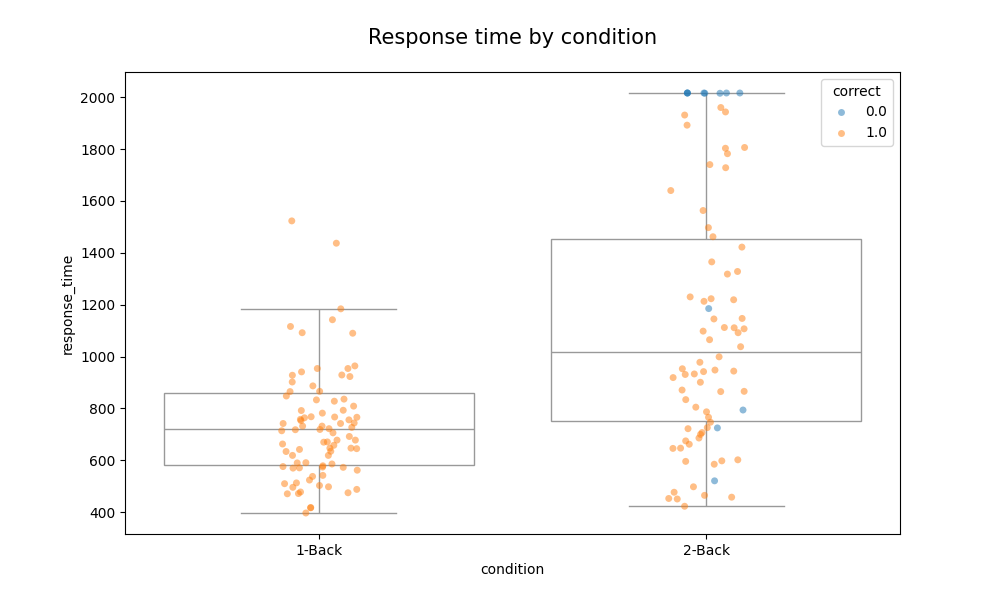 Response time by condition
correct
0.0
1.0
2000
1800
1600
1400
1200
1000
800
600
400
response_time
1-Back
2-Back
condition